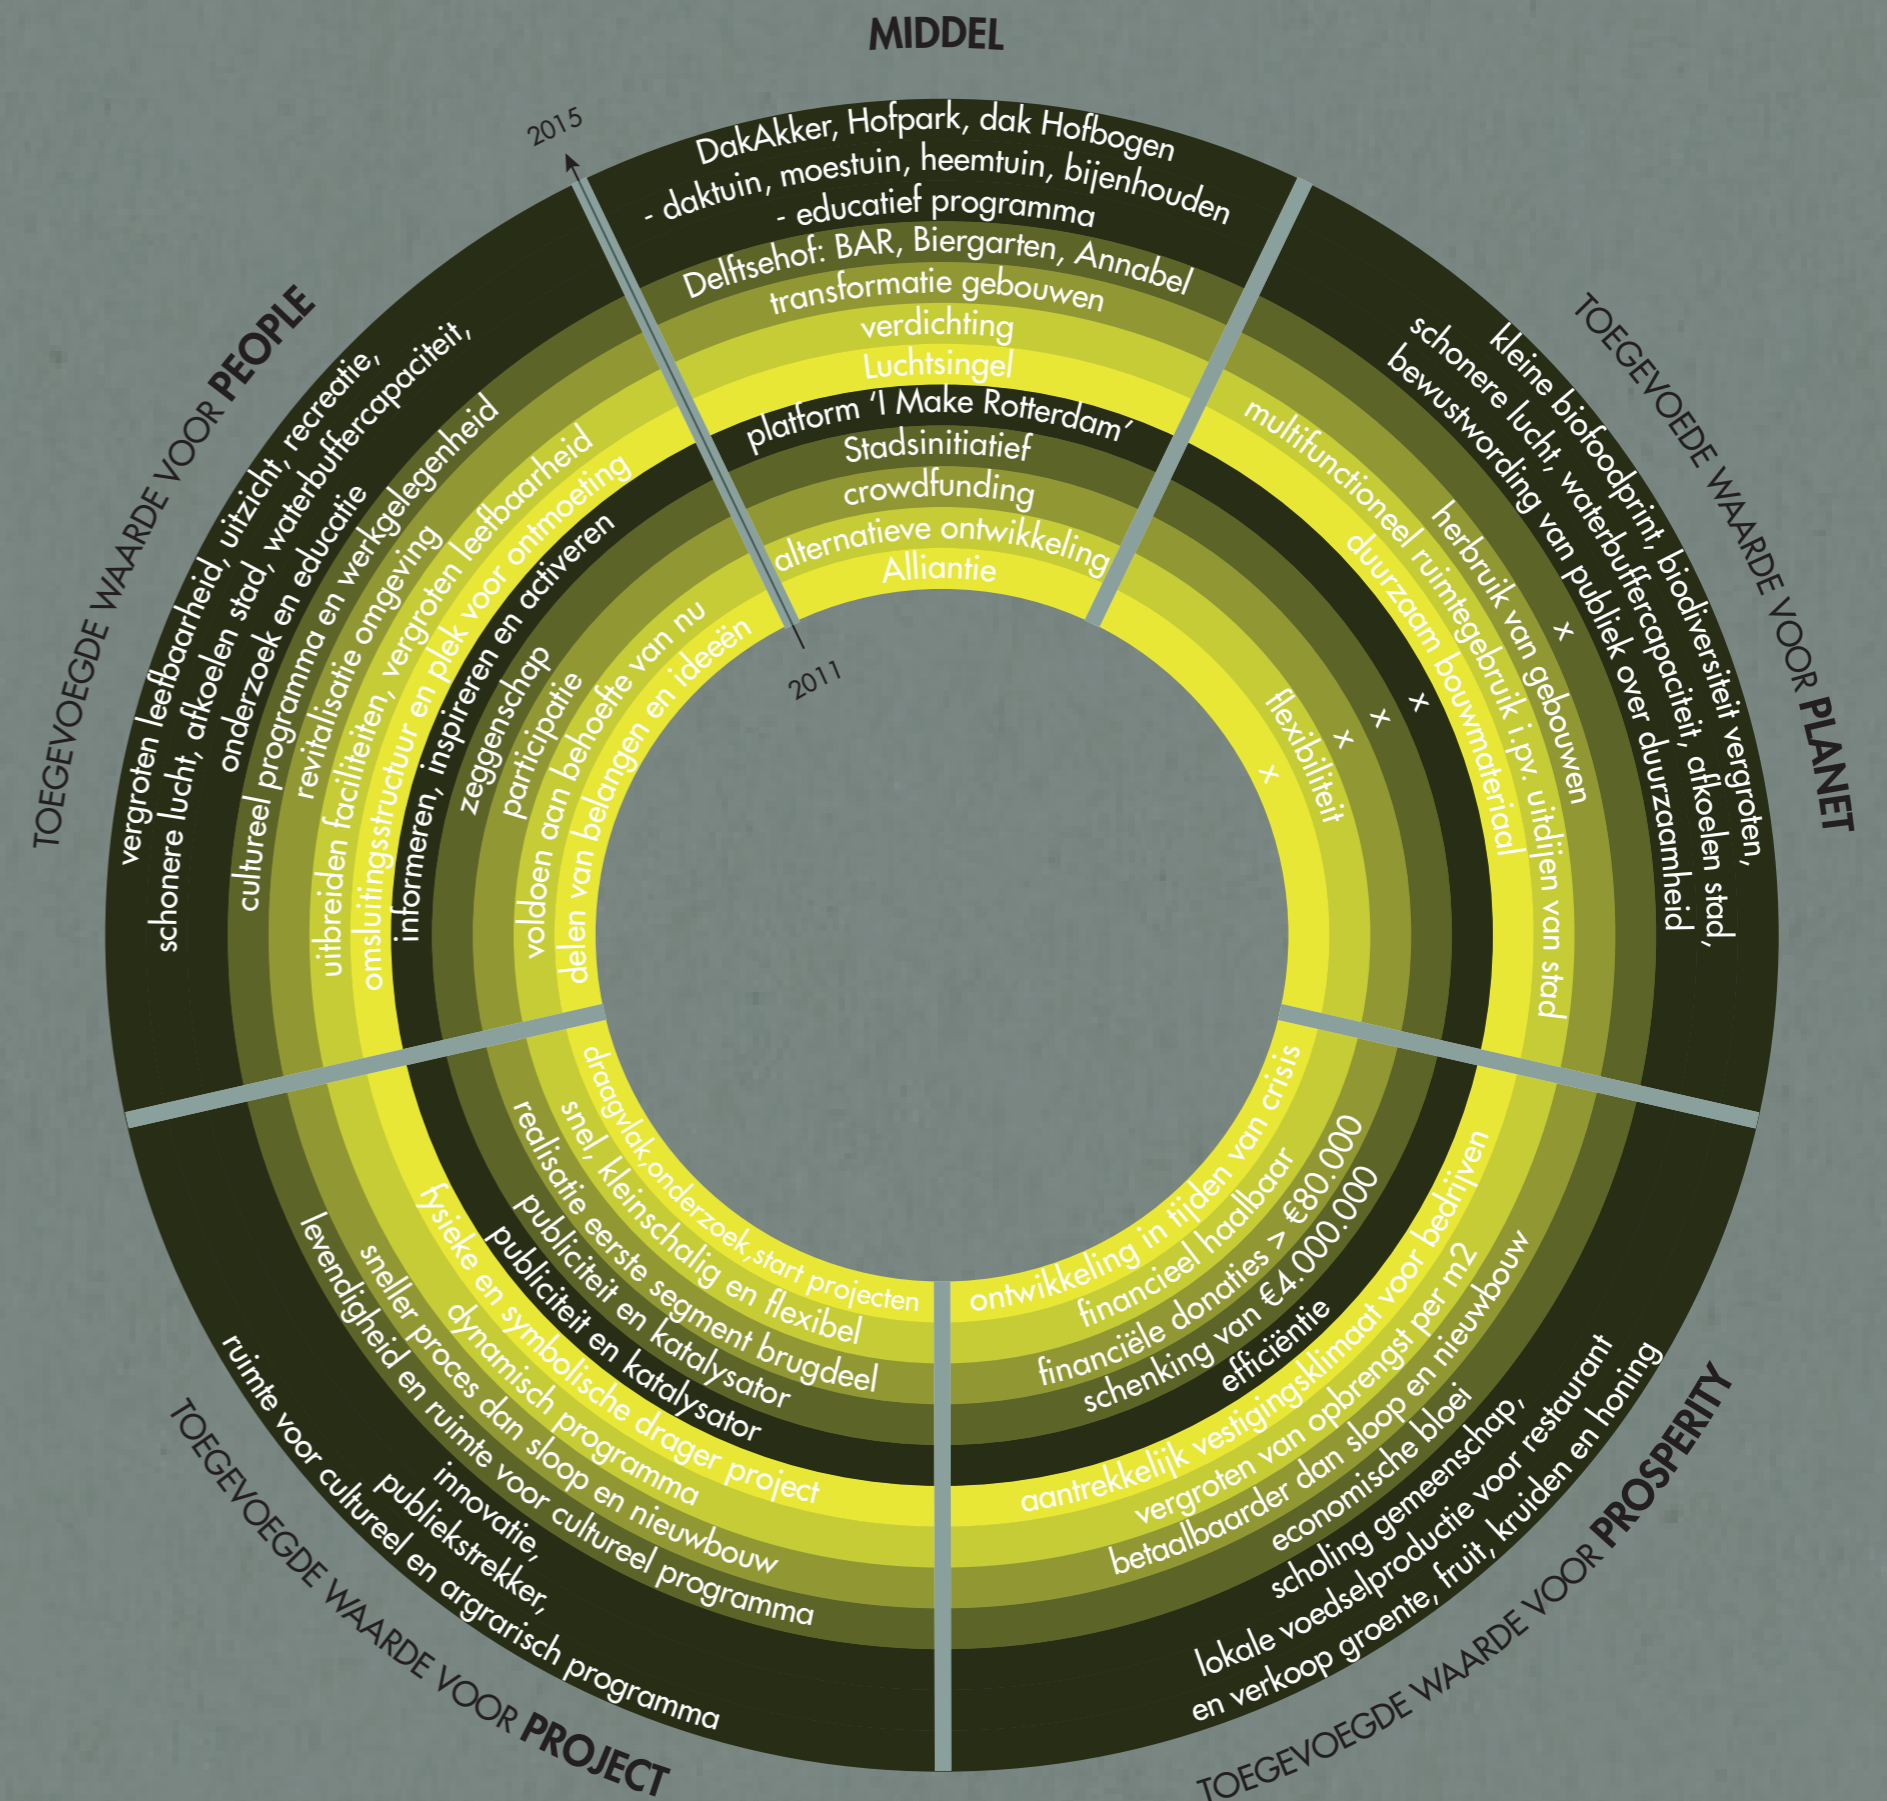 MIDDEL
2015
DakAkker, Hofpark, dak Hofbogen
- daktuin, moestuin, heemtuin, bijenhouden
- educatief programma
Delftsehof: BAR, Biergarten, Annabel
transformatie gebouwen
verdichting
Luchtsingel
platform ‘I Make Rotterdam’
Stadsinitiatief
crowdfunding
alternatieve ontwikkeling
Alliantie
2011
TOEGEVOEDE WAARDE VOOR PLANET
kleine biofoodprint, biodiversiteit vergroten,
schonere lucht, waterbuffercapaciteit, afkoelen stad,
bewustwording van publiek over duurzaamheid
x
herbruik van gebouwen
multifunctioneel ruimtegebruik i.pv. uitdijen van stad
duurzaam bouwmateriaal
x
x
x
flexibiliteit
x
TOEGEVOEGDE WAARDE VOOR PROSPERITY
ontwikkeling in tijden van crisis
financieel haalbaar
financiële donaties > €80.000
schenking van €4.000.000
efficiëntie
aantrekkelijk vestigingsklimaat voor bedrijven
vergroten van opbrengst per m2
betaalbaarder dan sloop en nieuwbouw
economische bloei
scholing gemeenschap,
lokale voedselproductie voor restaurant
en verkoop groente, fruit, kruiden en honing
TOEGEVOEGDE WAARDE VOOR PROJECT
draagvlak,onderzoek,start projecten
snel, kleinschalig en flexibel
realisatie eerste segment brugdeel
publiciteit en katalysator
publiciteit en katalysator
fysieke en symbolische drager project
dynamisch programma
sneller proces dan sloop en nieuwbouw
levendigheid en ruimte voor cultureel programma
innovatie,
publiekstrekker,
ruimte voor cultureel en argrarisch programma
TOEGEVOEGDE WAARDE VOOR PEOPLE
vergroten leefbaarheid, uitzicht, recreatie,
schonere lucht, afkoelen stad, waterbuffercapaciteit,
onderzoek en educatie
cultureel programma en werkgelegenheid
revitalisatie omgeving
uitbreiden faciliteiten, vergroten leefbaarheid
omsluitingsstructuur en plek voor ontmoeting
informeren, inspireren en activeren
zeggenschap
participatie
voldoen aan behoefte van nu
delen van belangen en ideeën